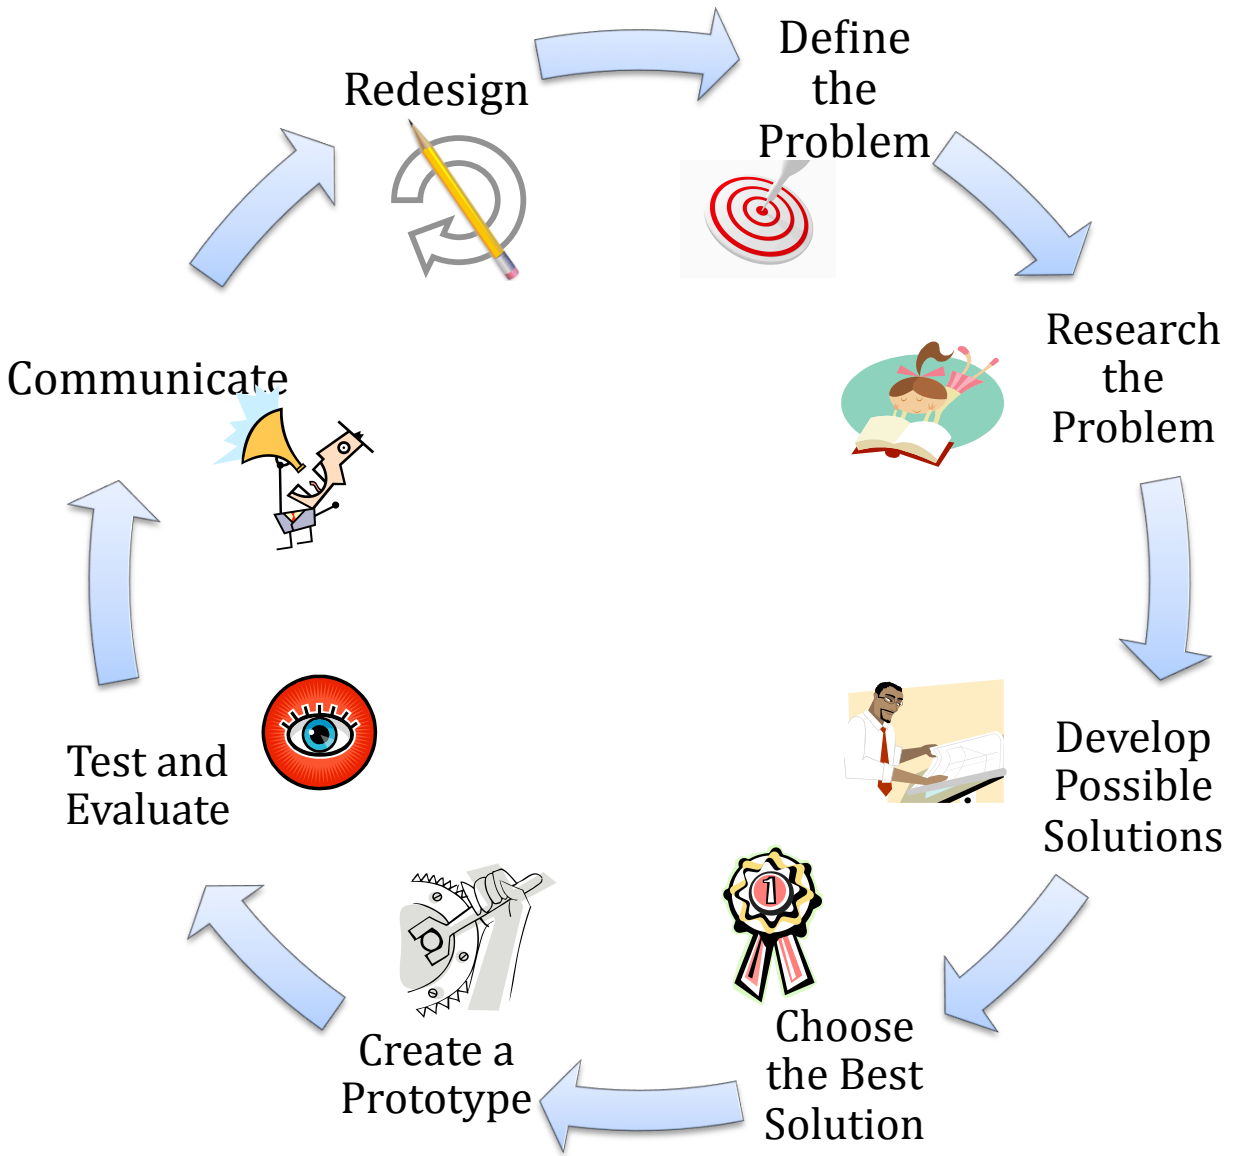 Redesign
Define
the
Problem
Research
the
Problem
Develop
Possible
Solutions
1
Choose
the Best
Solution
Create a
Prototype
Test and
Evaluate
Communicate